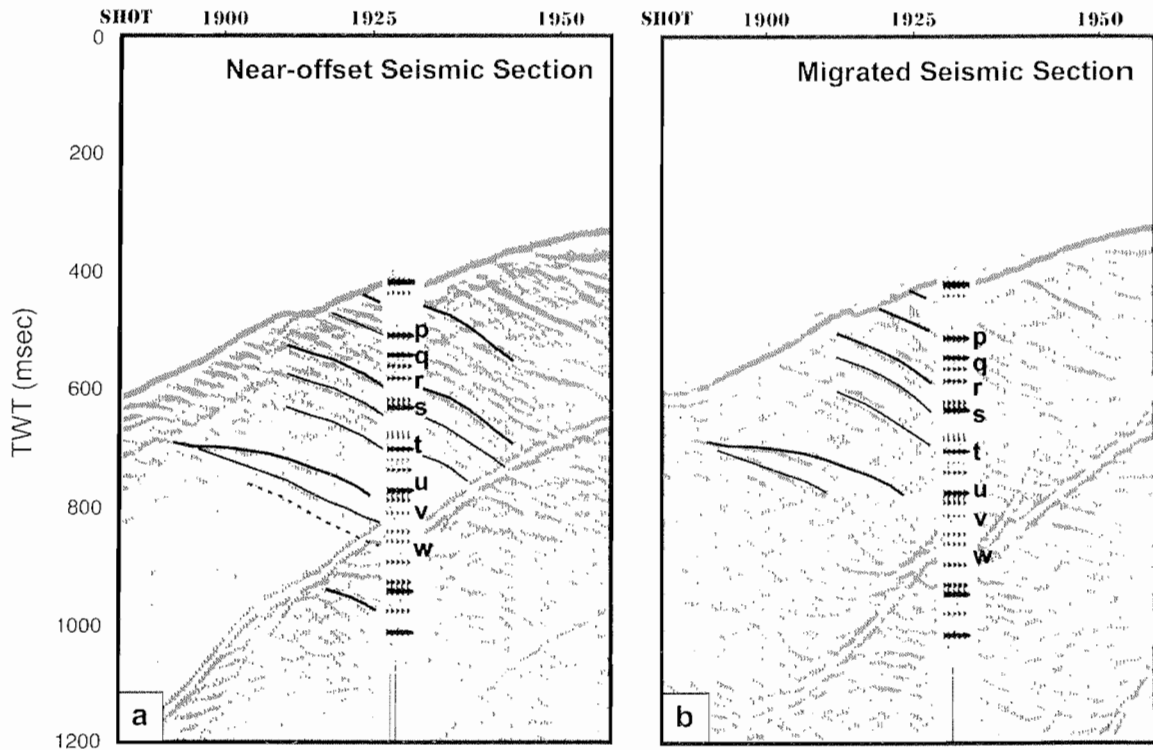 SHOT 1900 1925 1950
SHOT 1900 1925 1950
Near-offset Seismic Section
Migrated Seismic Section
TWT (msec)
0
200
400
600
800
1000
1200
p
q
r
s
t
u
v
w
a
p
q
r
s
t
u
v
w
b